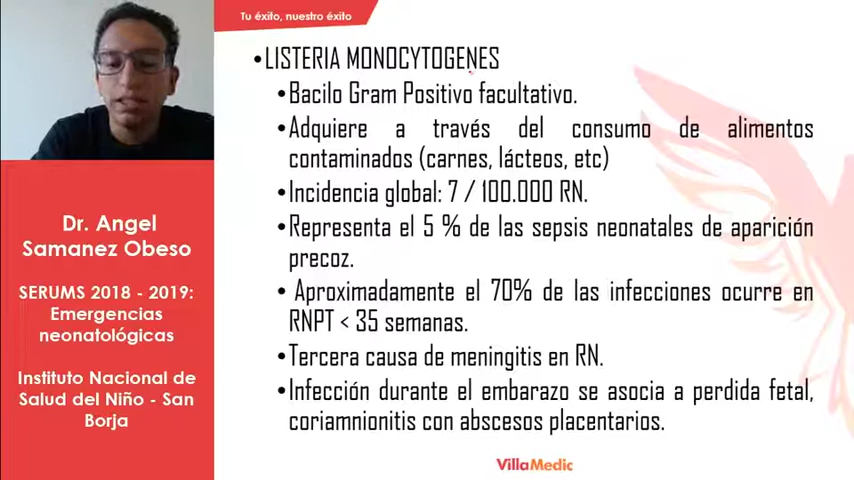 Tu éxito, nuestro éxito
•LISTERIA MONOCYTOGENES
•Bacilo Gram Positivo facultativo.
•Adquiere a través del consumo de alimentos
contaminados (carnes, lácteos, etc)
•Incidencia global: 7 / 100.000 RN.
•Representa el 5 % de las sepsis neonatales de aparición
precoz.
• Aproximadamente el 70% de las infecciones ocurre en
RNPT < 35 semanas.
•Tercera causa de meningitis en RN.
•Infección durante el embarazo se asocia a perdida fetal,
coriamnionitis con abscesos placentarios.
Dr. Angel
Samanez Obeso
SERUMS 2018 - 2019:
Emergencias
neonatológicas
Instituto Nacional de
Salud del Niño - San
Borja
VillaMedic